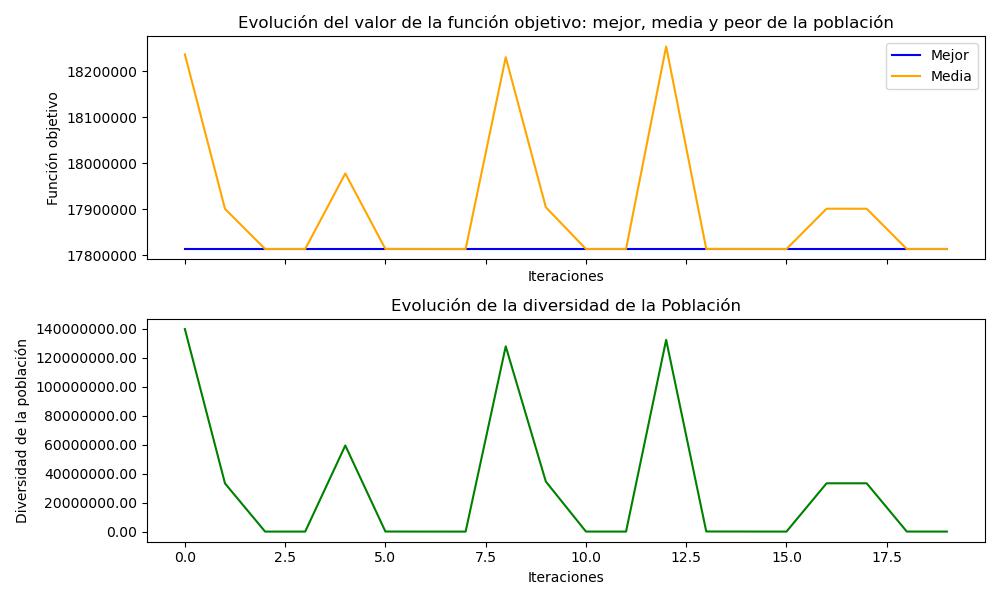 Evolución del valor de la función objetivo: mejor, media y peor de la población
Mejor
Media
18200000
18100000
18000000
17900000
17800000
Función objetivo
Iteraciones
Evolución de la diversidad de la Población
140000000.00
120000000.00
100000000.00
80000000.00
60000000.00
40000000.00
20000000.00
0.00
Diversidad de la población
0.0 2.5 5.0 7.5 10.0 12.5 15.0 17.5
Iteraciones